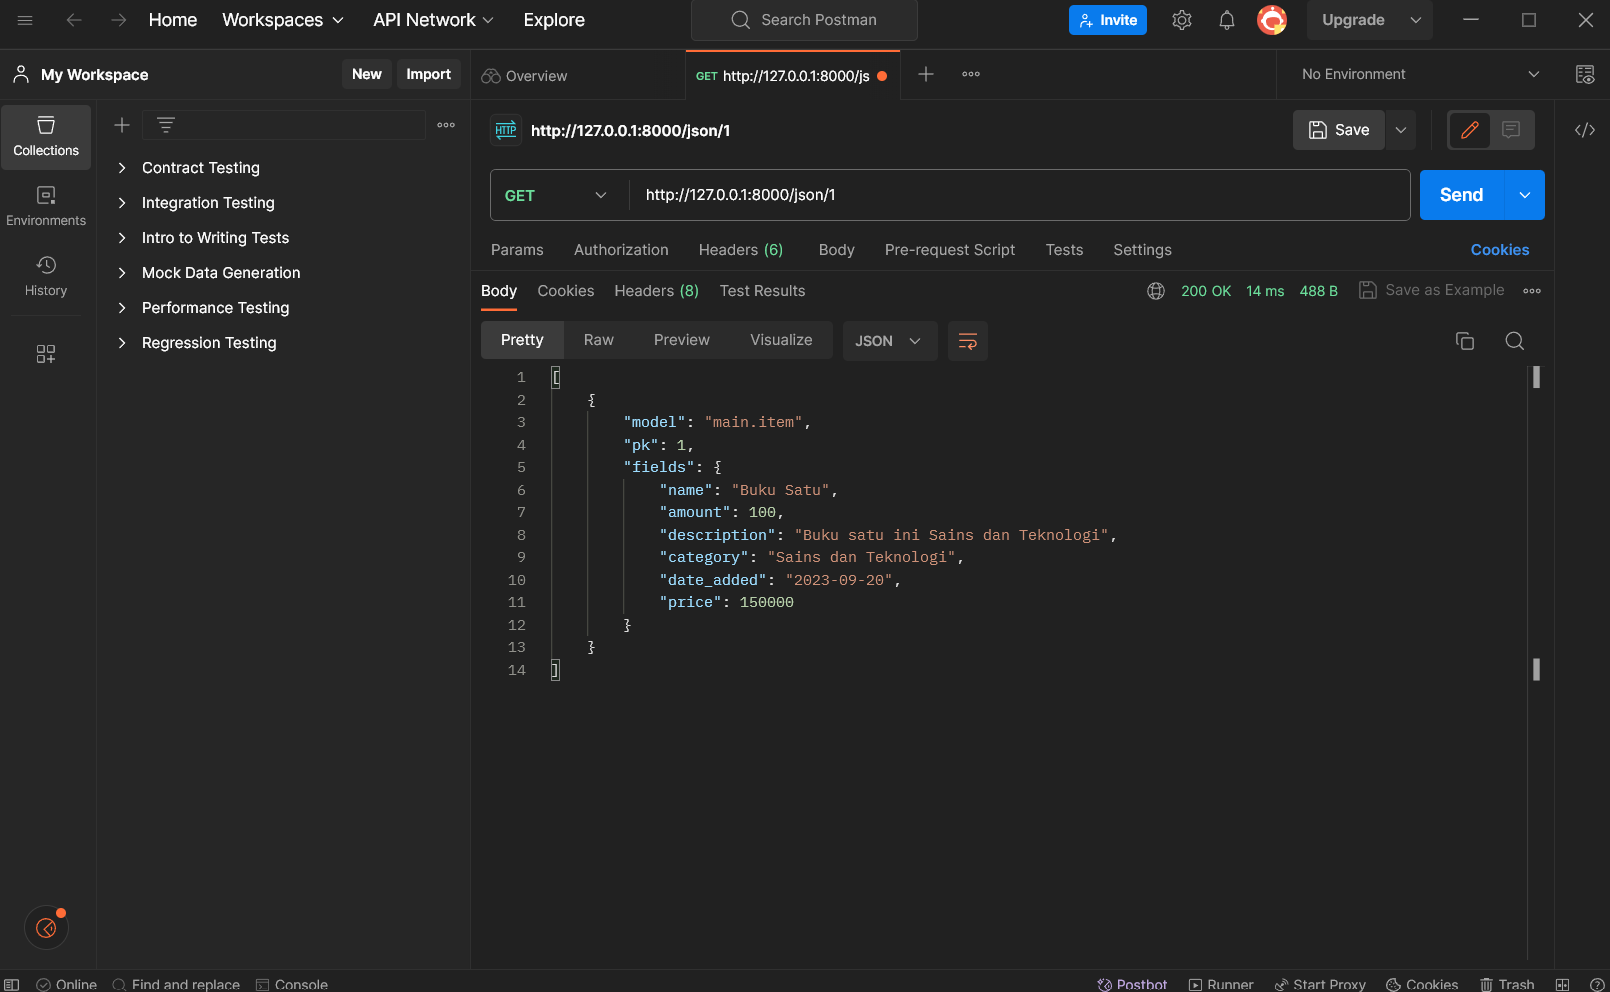 Home Workspaces API Network Explore Search Postman Invite Upgrade
My Workspace New Import Overview GET http://127.0.0.1:8000/js No Environment
Collections
Environments
History
Contract Testing
Integration Testing
Intro to Writing Tests
Mock Data Generation
Performance Testing
Regression Testing
HTTP http://127.0.0.1:8000/json/1 Save
GET http://127.0.0.1:8000/json/1 Send
Params Authorization Headers (6) Body Pre-request Script Tests Settings Cookies
Body Cookies Headers (8) Test Results 200 OK 14 ms 488 B Save as Example
Pretty Raw Preview Visualize JSON
1 [
2 {
3 "model": "main.item",
4 "pk": 1,
5 "fields": {
6 "name": "Buku Satu",
7 "amount": 100,
8 "description": "Buku satu ini Sains dan Teknologi",
9 "category": "Sains dan Teknologi",
10 "date_added": "2023-09-20",
11 "price": 150000
12 }
13 }
14 ]
Online Find and replace Console Postbot Runner Start Proxy Cookies Trash